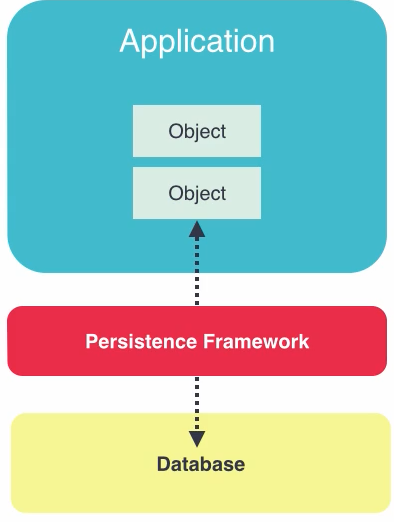 Application
Object
Object
Persistence Framework
Database